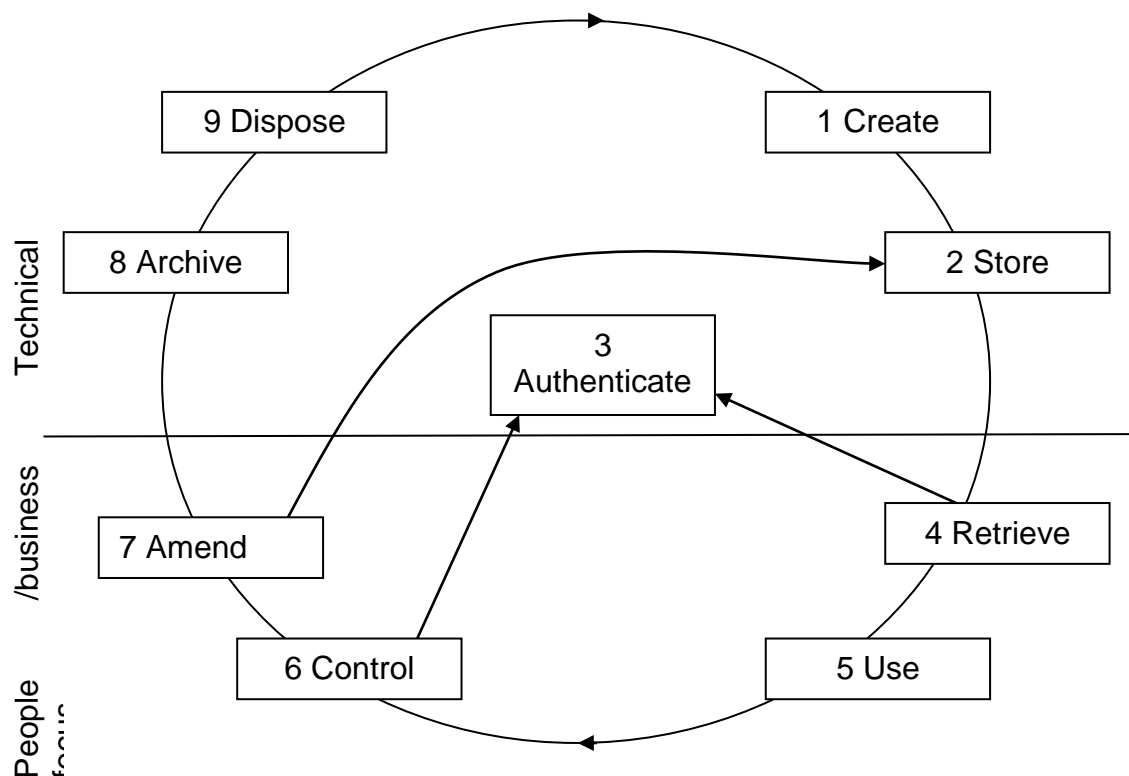 9 Dispose
1 Create
8 Archive
2 Store
3
Authenticate
7 Amend
4 Retrieve
6 Control
5 Use
Technical
/business
People
focus